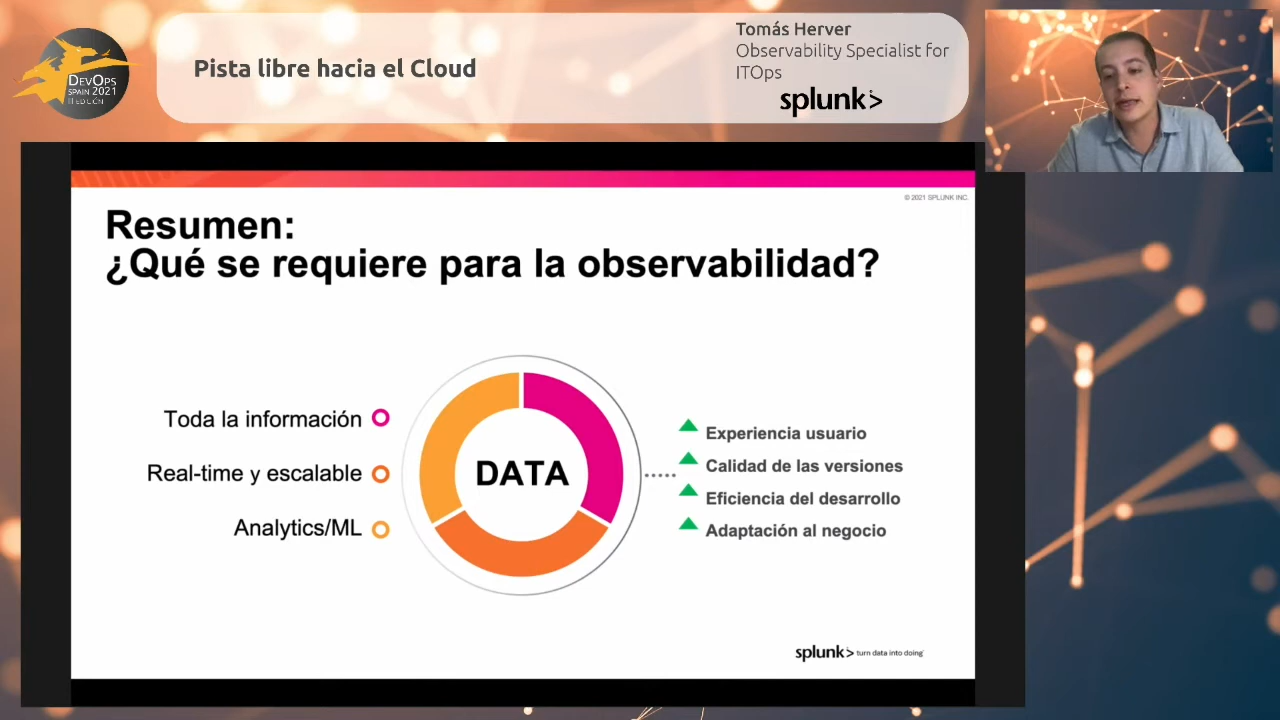 DEVOPS
SPAIN 2021
II EDICIÓN
Pista libre hacia el Cloud
Tomás Herver
Observability Specialist for
ITOps
splunk>
© 2021 SPLUNK INC.
Resumen:
¿Qué se requiere para la observabilidad?
Toda la información
Real-time y escalable
Analytics/ML
DATA
Experiencia usuario
Calidad de las versiones
Eficiencia del desarrollo
Adaptación al negocio
splunk> turn data into doing